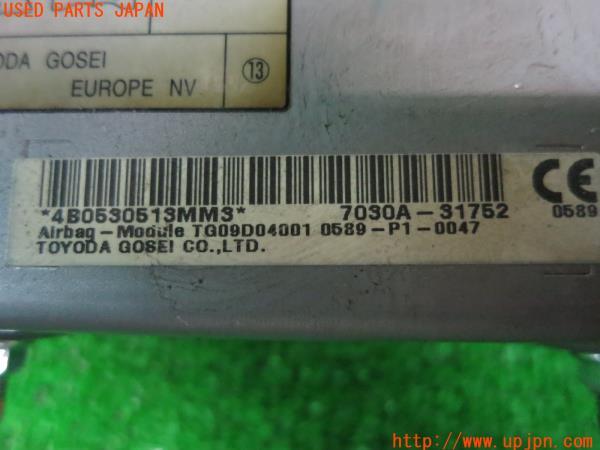 USED PARTS JAPAN
YODA GOSEI
EUROPE NV
13
*4B0530513MM3*
7030A-31752
CE
0589
Airbag-Module TG09D04001 0589-P1-0047
TOYODA GOSEI CO.,LTD.
http://www.upjpn.com/